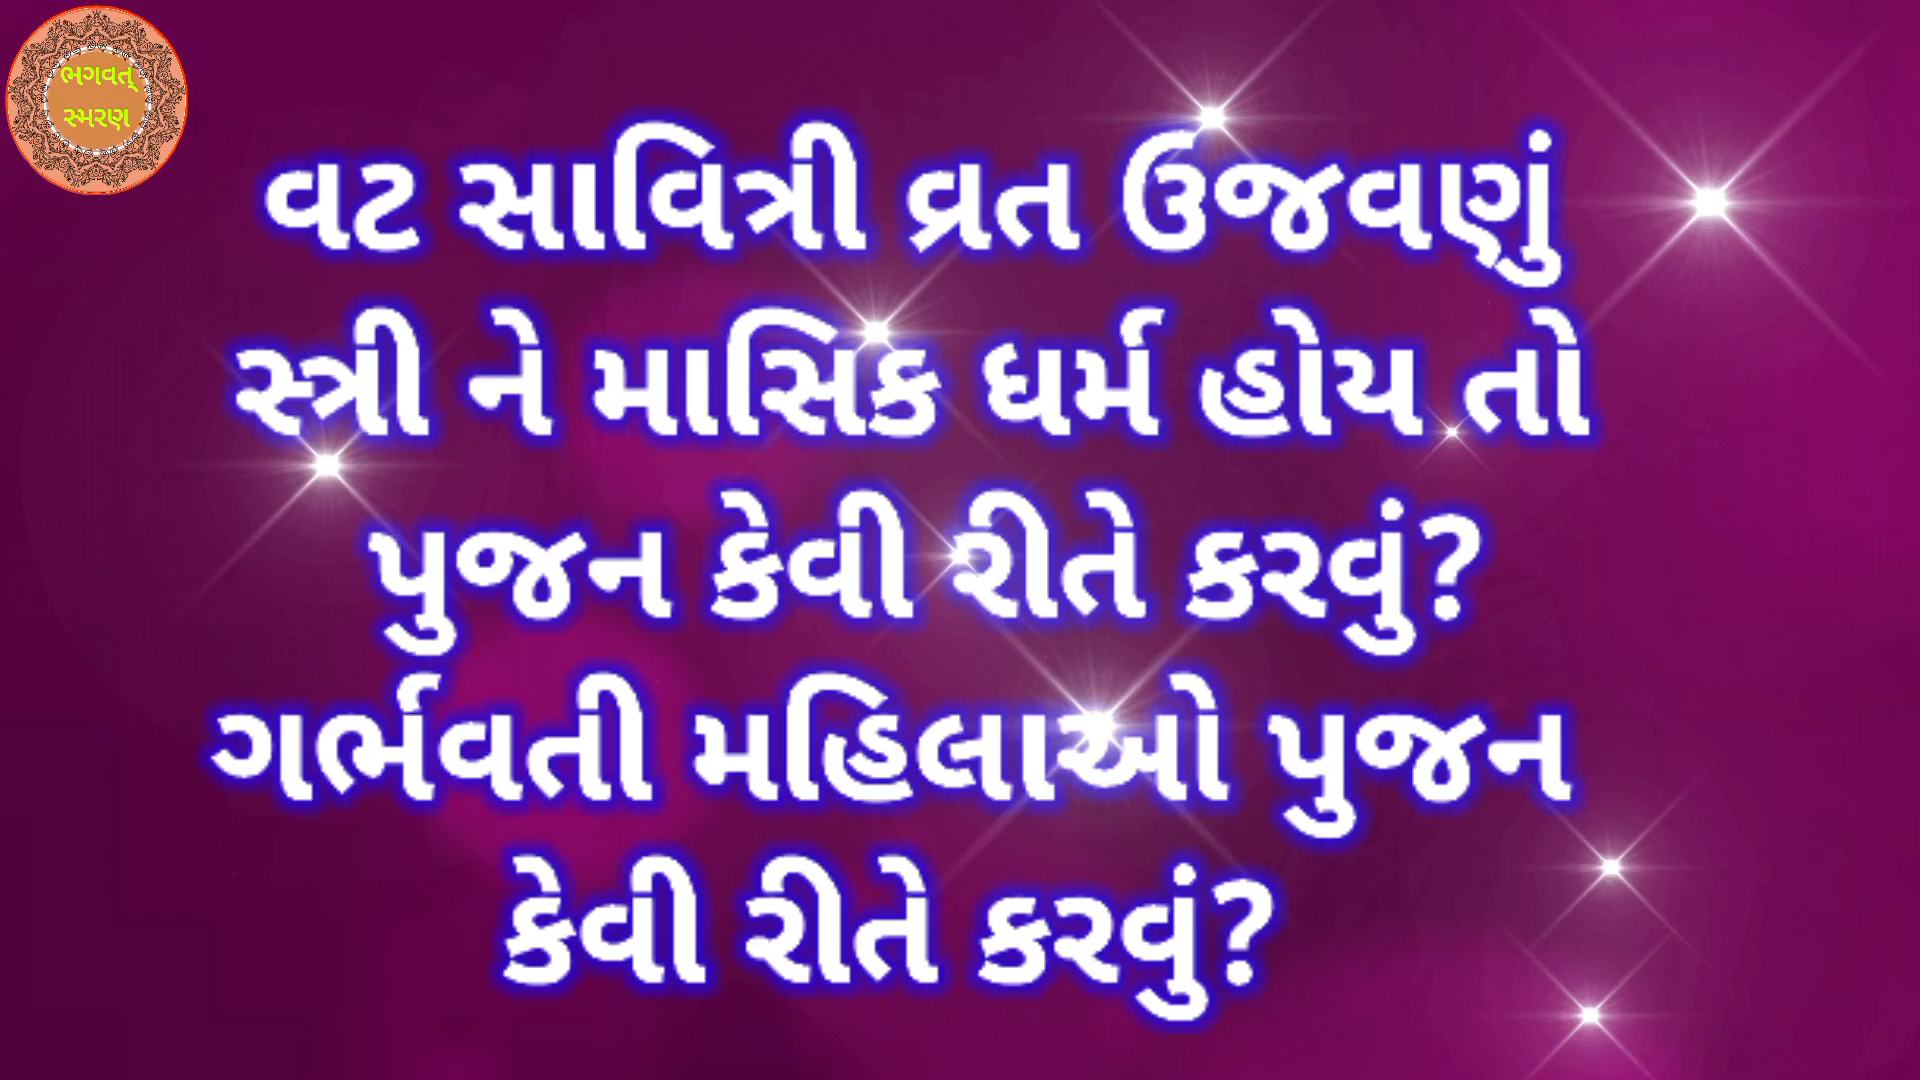 ભગવત્
સ્મરણ
વટ સાવિત્રી વ્રત ઉજવણું
સ્ત્રી ને માસિક ધર્મ હોય તો
પુજન કેવી રીતે કરવું?
ગર્ભવતી મહિલાઓ પુજન
કેવી રીતે કરવું?